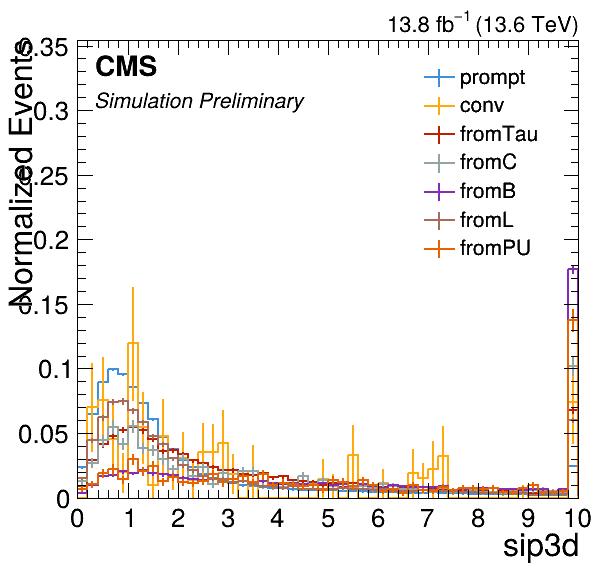 13.8 fb⁻¹ (13.6 TeV)
CMS
Simulation Preliminary
prompt
conv
fromTau
fromC
fromB
fromL
fromPU
Normalized Events
0.35
0.3
0.25
0.2
0.15
0.1
0.05
0
0 1 2 3 4 5 6 7 8 9 10
sip3d